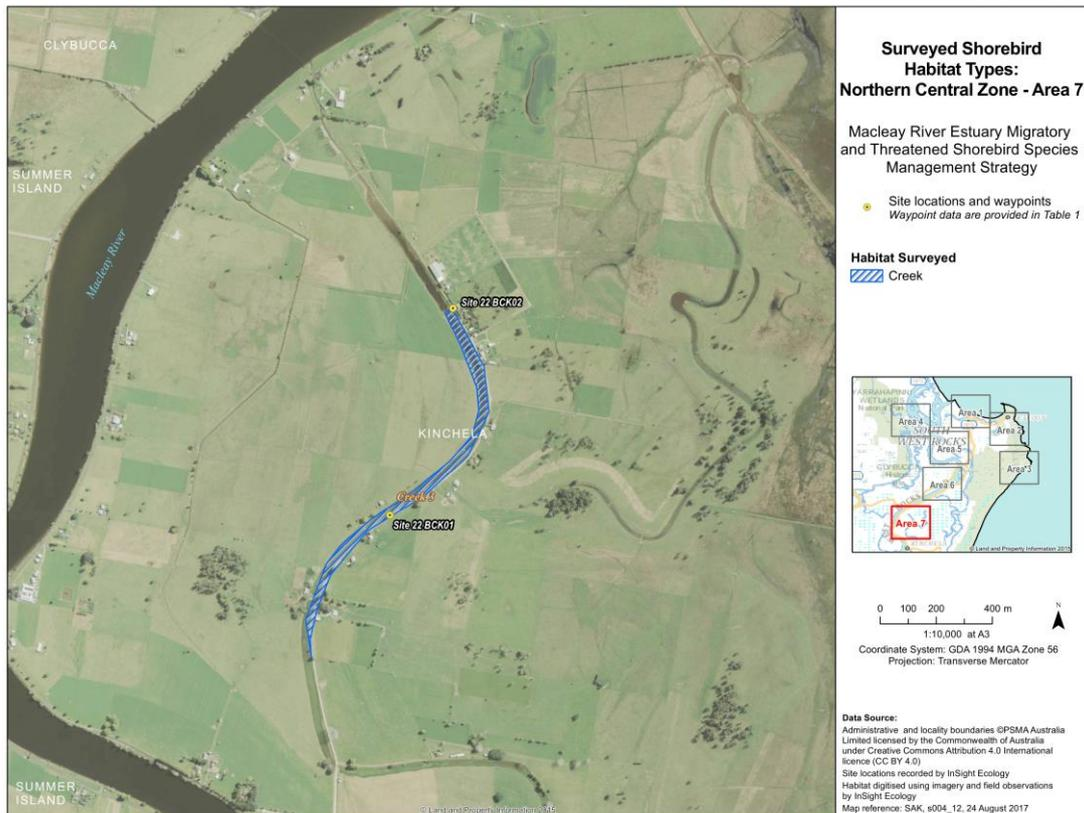 CLYBUCCA
SUMMER
ISLAND
Macleay River
Site 22 BCK02
KINCHELA
Creek 3
Site 22 BCK01
SUMMER
ISLAND
© Land and Property Information 2015
Surveyed Shorebird
Habitat Types:
Northern Central Zone - Area 7
Macleay River Estuary Migratory
and Threatened Shorebird Species
Management Strategy
Site locations and waypoints
Waypoint data are provided in Table 1
Habitat Surveyed
Creek
YARRAHAPINNI
WETLANDS
National Park
Area 1
Area 4
Area 2
SOUTH
WEST ROCKS
Area 5
Area 3
CLYBUCCA
Area 6
Area 7
© Land and Property Information 2015
0 100 200 400 m
N
1:10,000 at A3
Coordinate System: GDA 1994 MGA Zone 56
Projection: Transverse Mercator
Data Source:
Administrative and locality boundaries ©PSMA Australia
Limited licensed by the Commonwealth of Australia
under Creative Commons Attribution 4.0 International
licence (CC BY 4.0)
Site locations recorded by InSight Ecology
Habitat digitised using imagery and field observations
by InSight Ecology
Map reference: SAK, s004_12, 24 August 2017